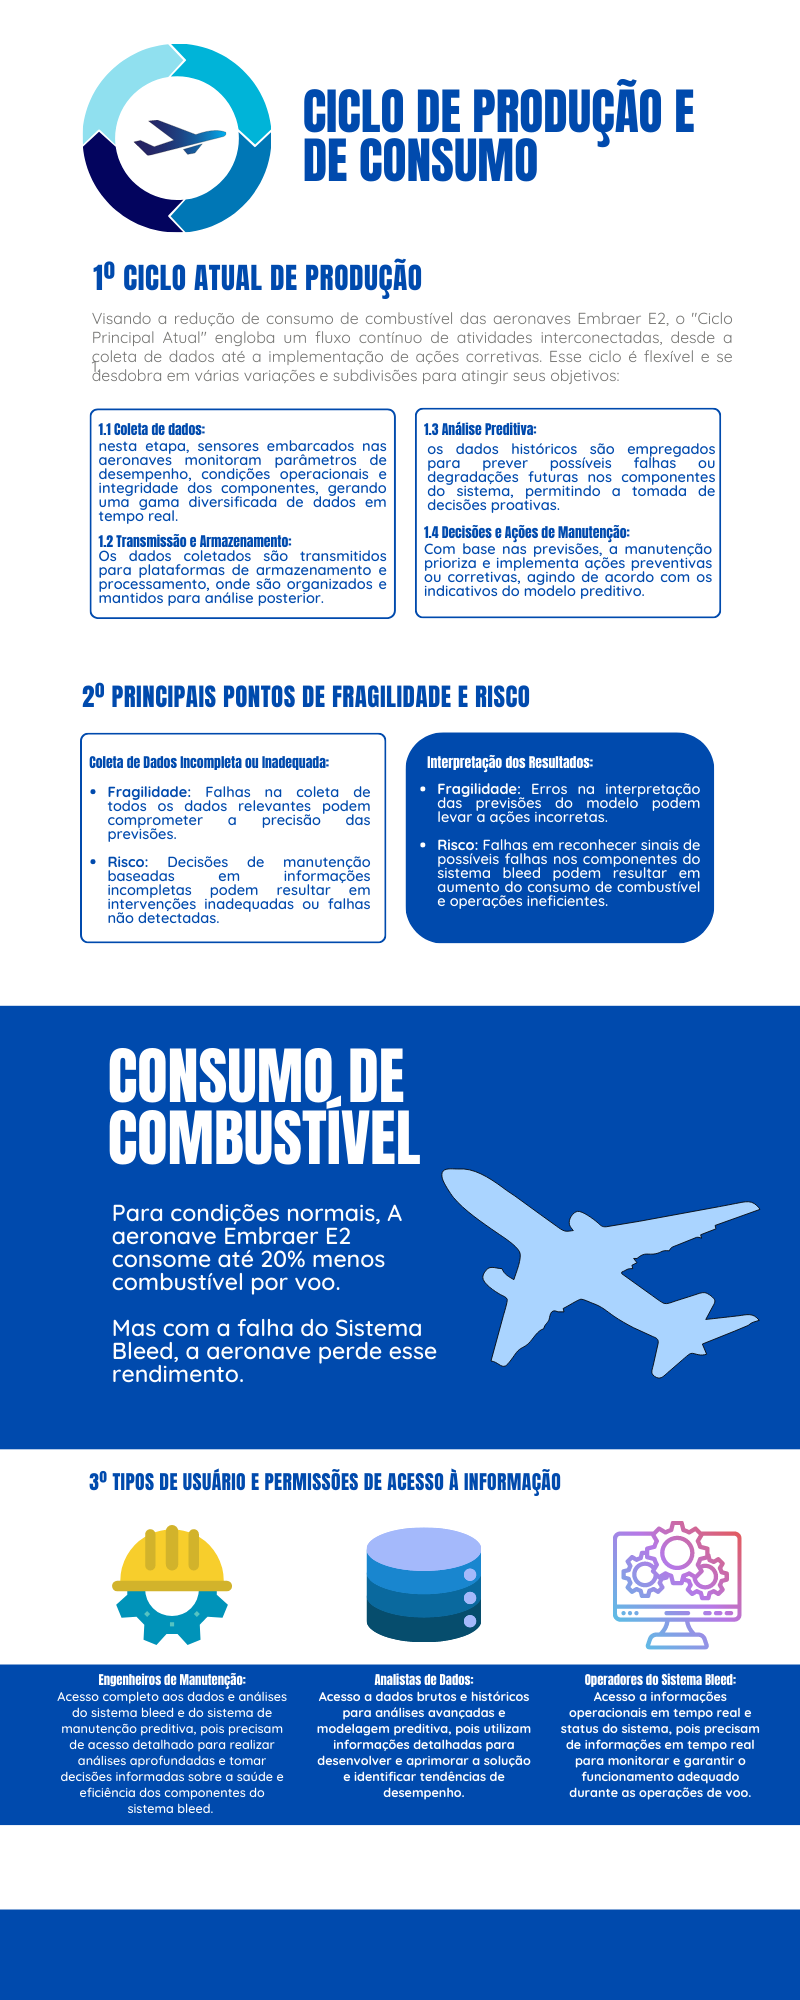 CICLO DE PRODUÇÃO E
DE CONSUMO
1º CICLO ATUAL DE PRODUÇÃO
Visando a redução de consumo de combustível das aeronaves Embraer E2, o "Ciclo
Principal Atual" engloba um fluxo contínuo de atividades interconectadas, desde a
coleta de dados até a implementação de ações corretivas. Esse ciclo é flexível e se
desdobra em várias variações e subdivisões para atingir seus objetivos:
1.1 Coleta de dados:
nesta etapa, sensores embarcados nas
aeronaves monitoram parâmetros de
desempenho, condições operacionais e
integridade dos componentes, gerando
uma gama diversificada de dados em
tempo real.
1.2 Transmissão e Armazenamento:
Os dados coletados são transmitidos
para plataformas de armazenamento e
processamento, onde são organizados e
mantidos para análise posterior.
1.3 Análise Preditiva:
os dados históricos são empregados
para prever possíveis falhas ou
degradações futuras nos componentes
do sistema, permitindo a tomada de
decisões proativas.
1.4 Decisões e Ações de Manutenção:
Com base nas previsões, a manutenção
prioriza e implementa ações preventivas
ou corretivas, agindo de acordo com os
indicativos do modelo preditivo.
2º PRINCIPAIS PONTOS DE FRAGILIDADE E RISCO
Coleta de Dados Incompleta ou Inadequada:
• Fragilidade: Falhas na coleta de
todos os dados relevantes podem
comprometer a precisão das
previsões.
• Risco: Decisões de manutenção
baseadas em informações
incompletas podem resultar em
intervenções inadequadas ou falhas
não detectadas.
Interpretação dos Resultados:
• Fragilidade: Erros na interpretação
das previsões do modelo podem
levar a ações incorretas.
• Risco: Falhas em reconhecer sinais de
possíveis falhas nos componentes do
sistema bleed podem resultar em
aumento do consumo de combustível
e operações ineficientes.
CONSUMO DE
COMBUSTÍVEL
Para condições normais, A
aeronave Embraer E2
consome até 20% menos
combustível por voo.
Mas com a falha do Sistema
Bleed, a aeronave perde esse
rendimento.
3º TIPOS DE USUÁRIO E PERMISSÕES DE ACESSO À INFORMAÇÃO
Engenheiros de Manutenção:
Acesso completo aos dados e análises
do sistema bleed e do sistema de
manutenção preditiva, pois precisam
de acesso detalhado para realizar
análises aprofundadas e tomar
decisões informadas sobre a saúde e
eficiência dos componentes do
sistema bleed.
Analistas de Dados:
Acesso a dados brutos e históricos
para análises avançadas e
modelagem preditiva, pois utilizam
informações detalhadas para
desenvolver e aprimorar a solução
e identificar tendências de
desempenho.
Operadores do Sistema Bleed:
Acesso a informações
operacionais em tempo real e
status do sistema, pois precisam
de informações em tempo real
para monitorar e garantir o
funcionamento adequado
durante as operações de voo.